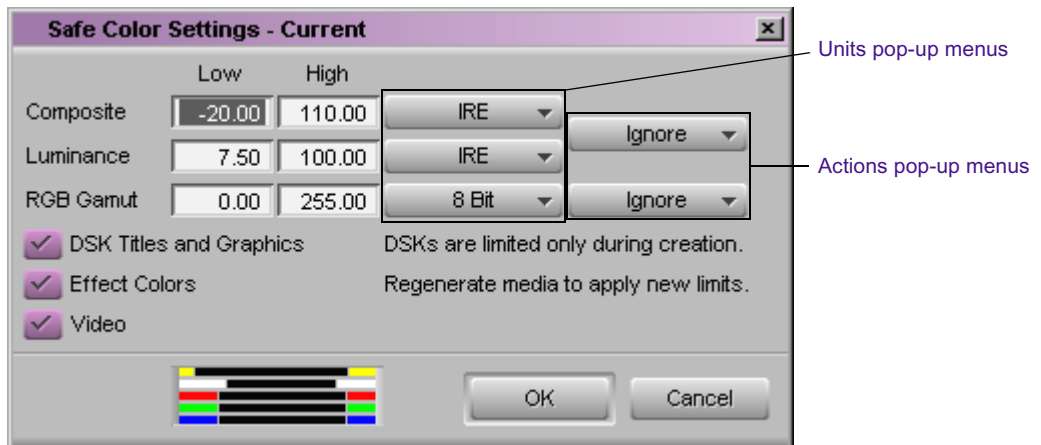 Safe Color Settings - Current
Units pop-up menus
Low High
Composite -20.00 110.00 IRE
Ignore
Luminance 7.50 100.00 IRE
Actions pop-up menus
RGB Gamut 0.00 255.00 8 Bit Ignore
DSK Titles and Graphics DSKs are limited only during creation.
Effect Colors Regenerate media to apply new limits.
Video
OK Cancel